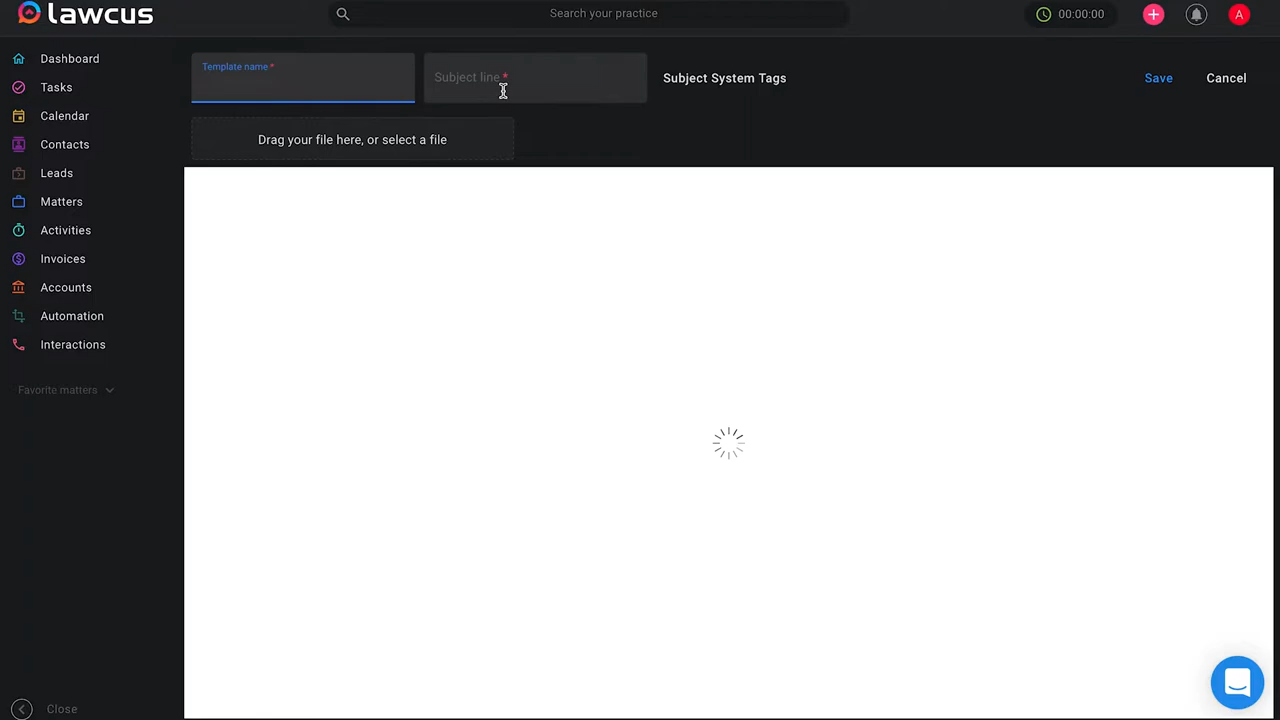 lawcus
Search your practice
00:00:00
A
Dashboard
Tasks
Calendar
Contacts
Leads
Matters
Activities
Invoices
Accounts
Automation
Interactions
Favorite matters
Close
Template name *
Subject line *
Subject System Tags
Save
Cancel
Drag your file here, or select a file